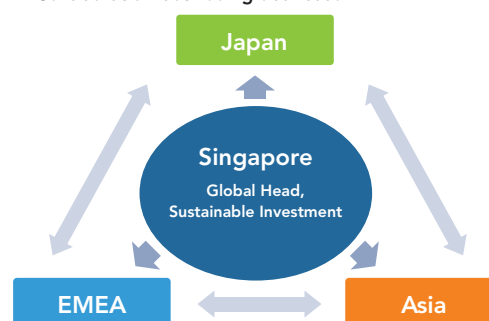 Japan
Singapore
Global Head,
Sustainable Investment
EMEA
Asia